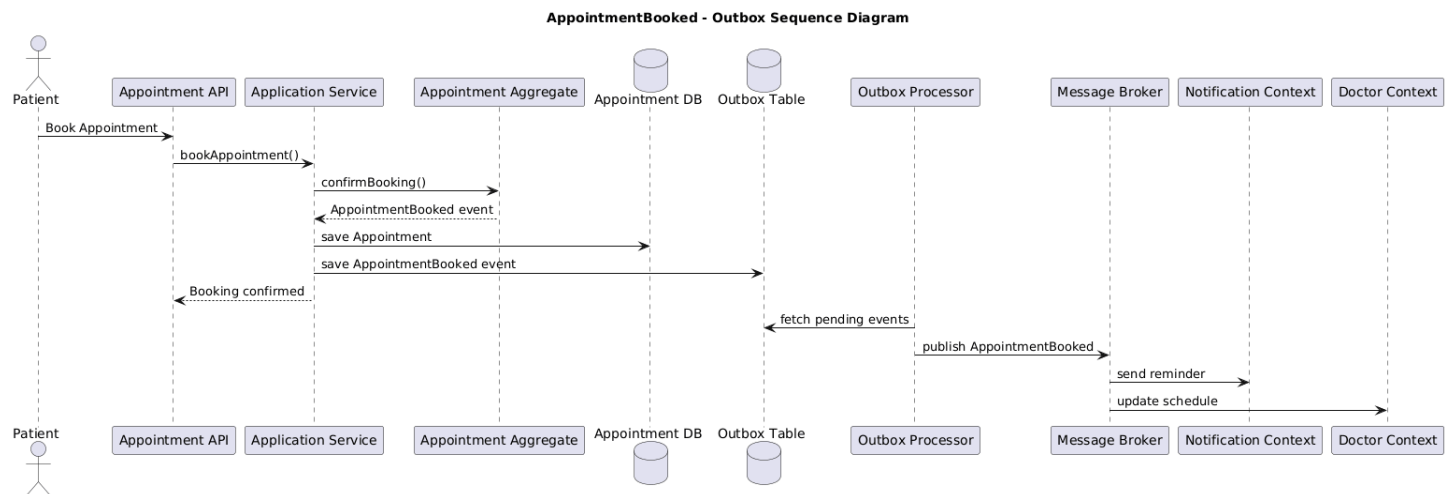 AppointmentBooked - Outbox Sequence Diagram
Patient
Appointment API
Application Service
Appointment Aggregate
Appointment DB
Outbox Table
Outbox Processor
Message Broker
Notification Context
Doctor Context
Book Appointment
bookAppointment()
confirmBooking()
AppointmentBooked event
save Appointment
save AppointmentBooked event
Booking confirmed
fetch pending events
publish AppointmentBooked
send reminder
update schedule
Patient
Appointment API
Application Service
Appointment Aggregate
Appointment DB
Outbox Table
Outbox Processor
Message Broker
Notification Context
Doctor Context